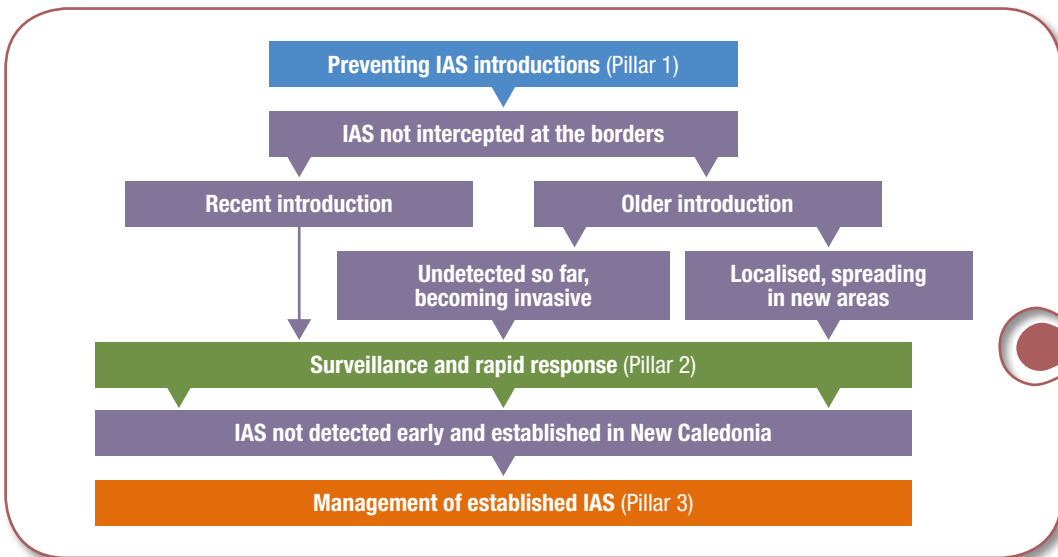 Preventing IAS introductions (Pillar 1)
IAS not intercepted at the borders
Recent introduction
Older introduction
Undetected so far,
becoming invasive
Localised, spreading
in new areas
Surveillance and rapid response (Pillar 2)
IAS not detected early and established in New Caledonia
Management of established IAS (Pillar 3)